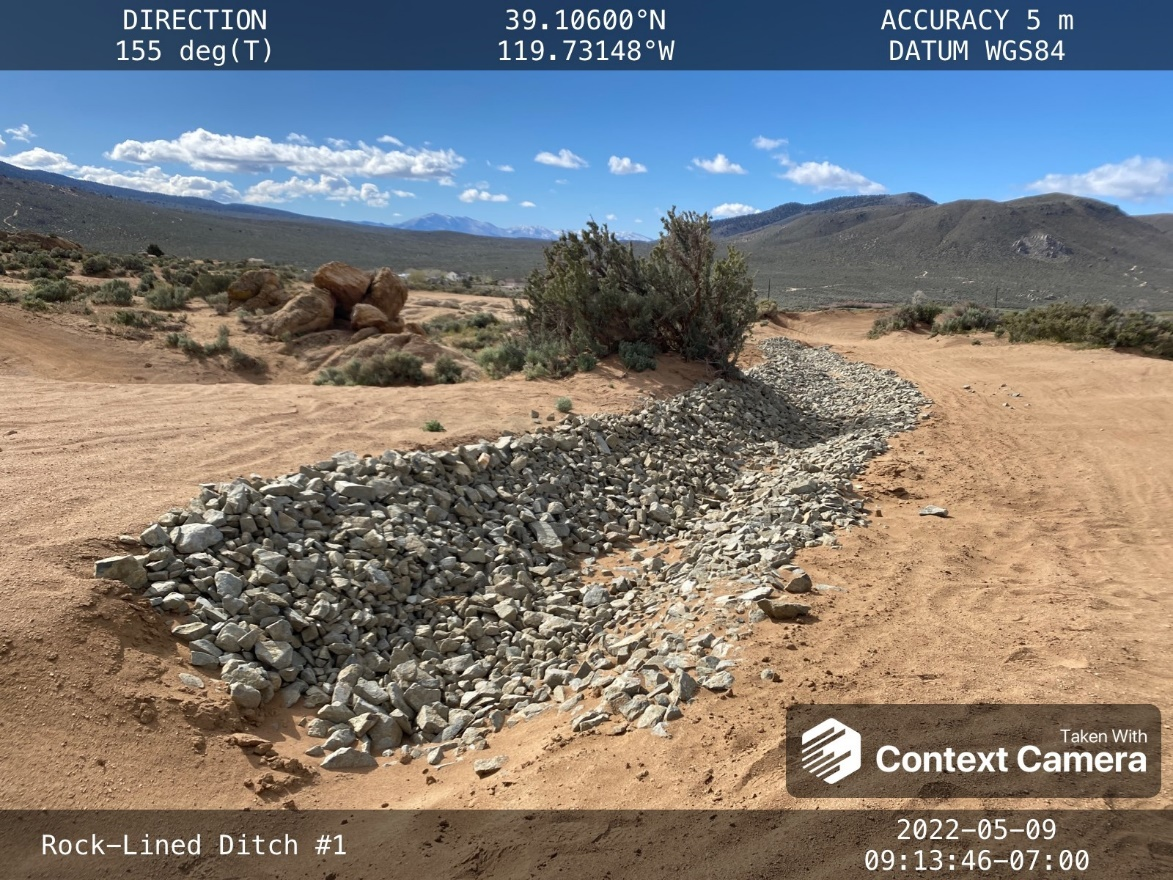 DIRECTION
155 deg(T)
39.10600°N
119.73148°W
ACCURACY 5 m
DATUM WGS84
Taken With
Context Camera
Rock-Lined Ditch #1
2022-05-09
09:13:46-07:00